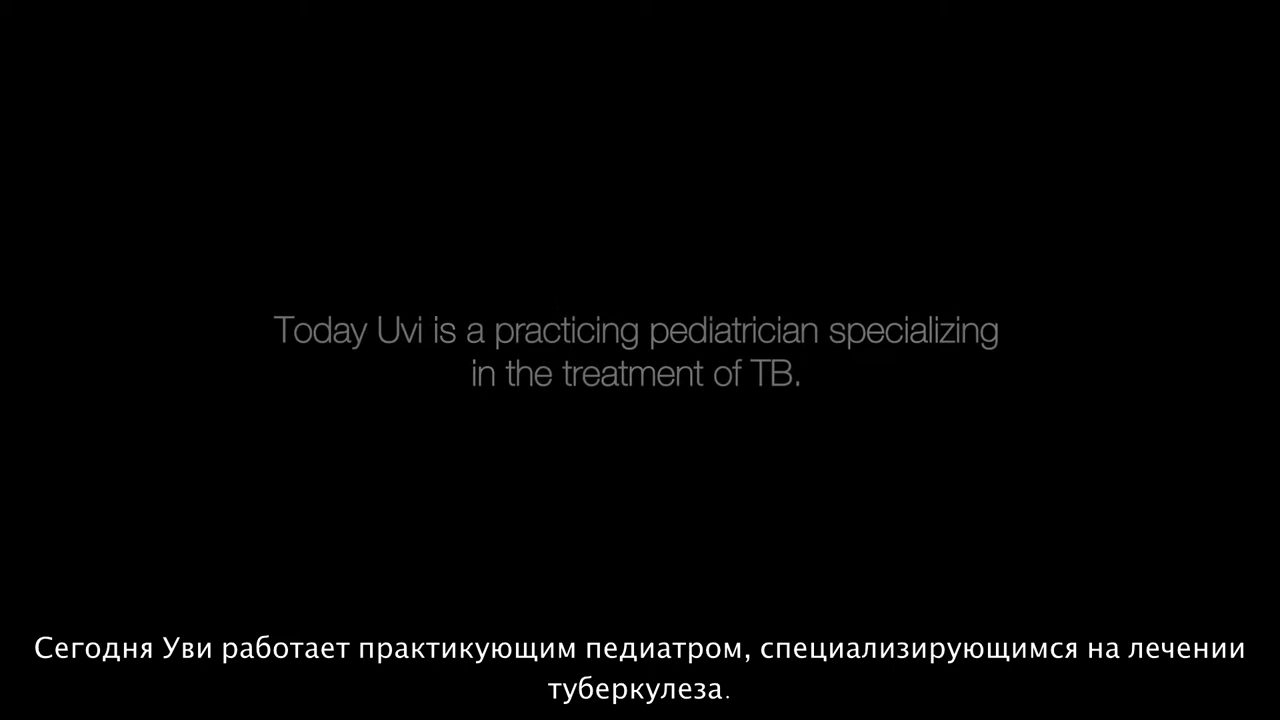 Today Uvi is a practicing pediatrician specializing
in the treatment of TB.
Сегодня Уви работает практикующим педиатром, специализирующимся на лечении
туберкулеза.